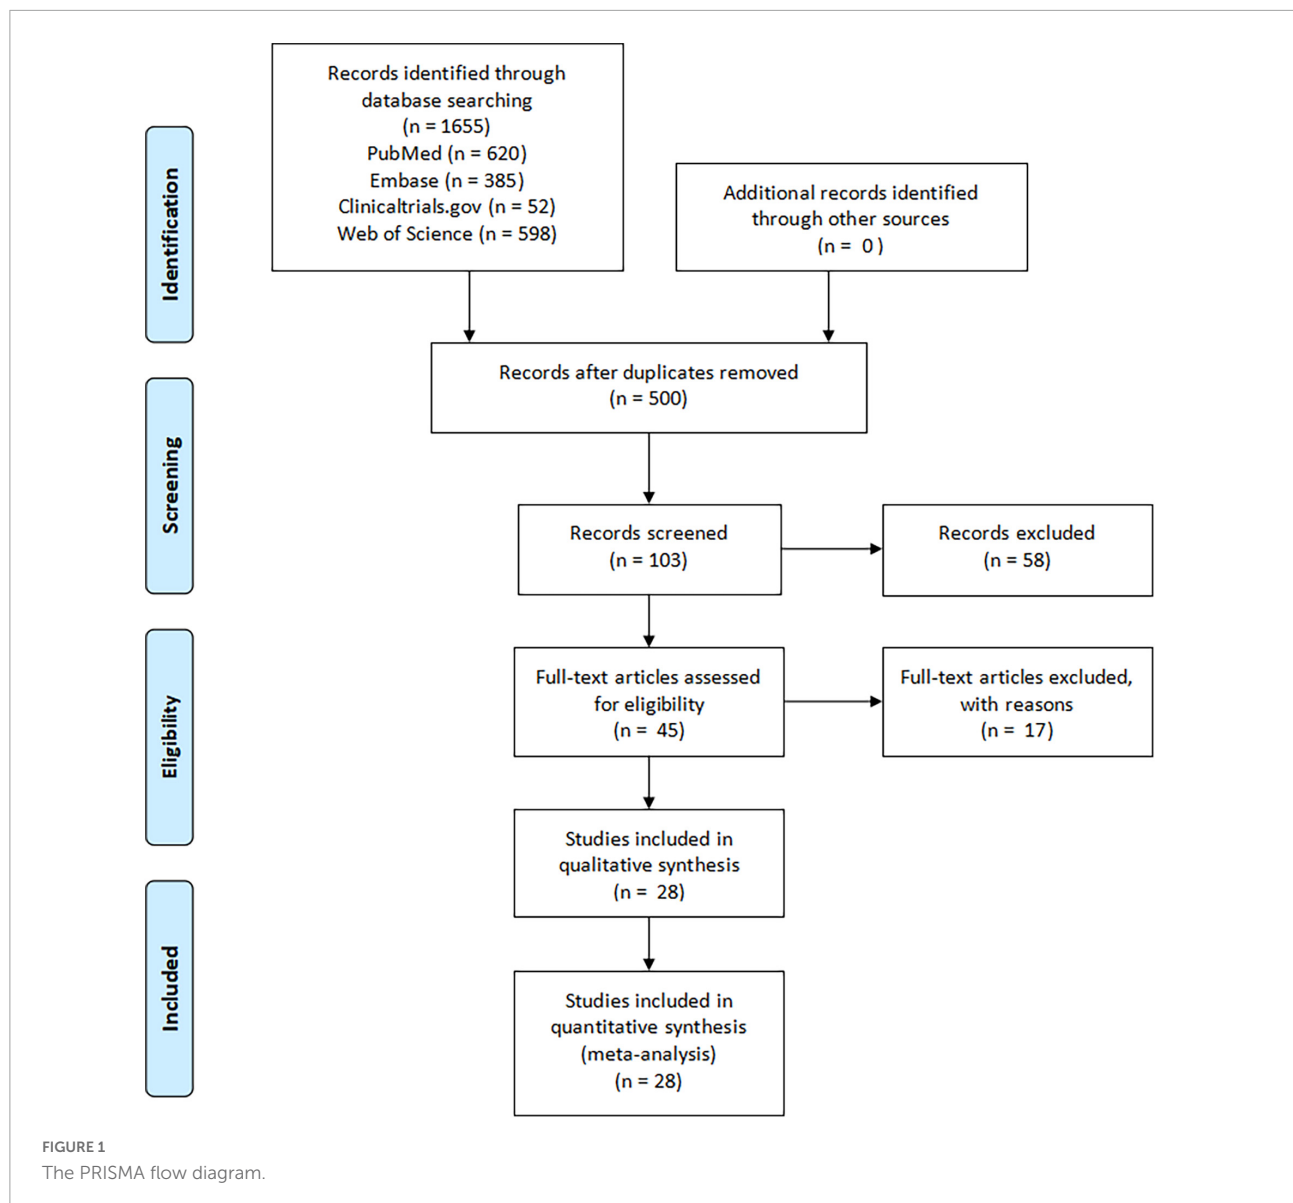 Identification
Records identified through
database searching
(n = 1655)
PubMed (n = 620)
Embase (n = 385)
Clinicaltrials.gov (n = 52)
Web of Science (n = 598)
Additional records identified
through other sources
(n = 0 )
Records after duplicates removed
(n = 500)
Screening
Records screened
(n = 103)
Records excluded
(n = 58)
Eligibility
Full-text articles assessed
for eligibility
(n = 45)
Full-text articles excluded,
with reasons
(n = 17)
Studies included in
qualitative synthesis
(n = 28)
Included
Studies included in
quantitative synthesis
(meta-analysis)
(n = 28)
FIGURE 1
The PRISMA flow diagram.